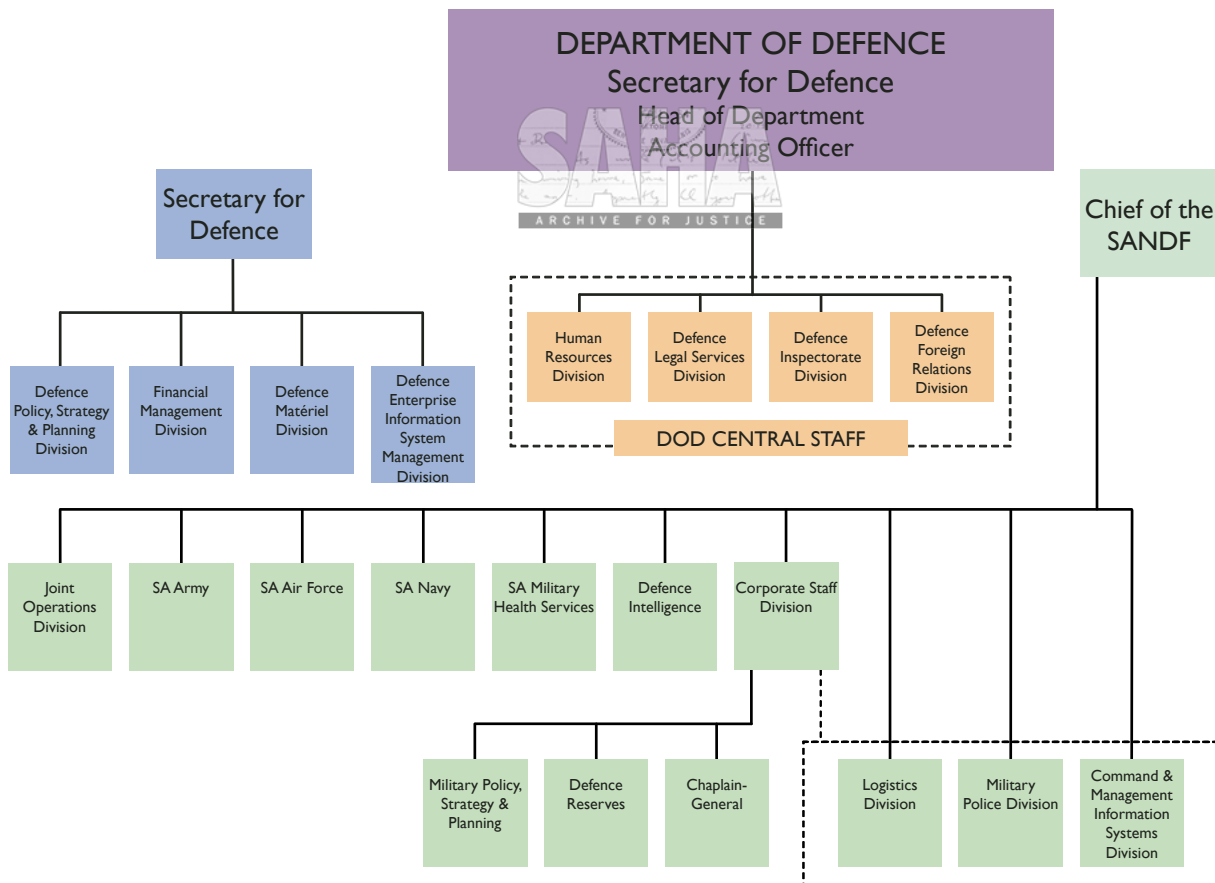 DEPARTMENT OF DEFENCE
Secretary for Defence
Head of Department
Accounting Officer
SAHA
ARCHIVE FOR JUSTICE
Secretary for
Defence
Chief of the
SANDF
Human
Resources
Division
Defence
Legal Services
Division
Defence
Inspectorate
Division
Defence
Foreign
Relations
Division
DOD CENTRAL STAFF
Defence
Policy, Strategy
& Planning
Division
Financial
Management
Division
Defence
Matériel
Division
Defence
Enterprise
Information
System
Management
Division
Joint
Operations
Division
SA Army
SA Air Force
SA Navy
SA Military
Health Services
Defence
Intelligence
Corporate Staff
Division
Military Policy,
Strategy &
Planning
Defence
Reserves
Chaplain-
General
Logistics
Division
Military
Police Division
Command &
Management
Information
Systems
Division